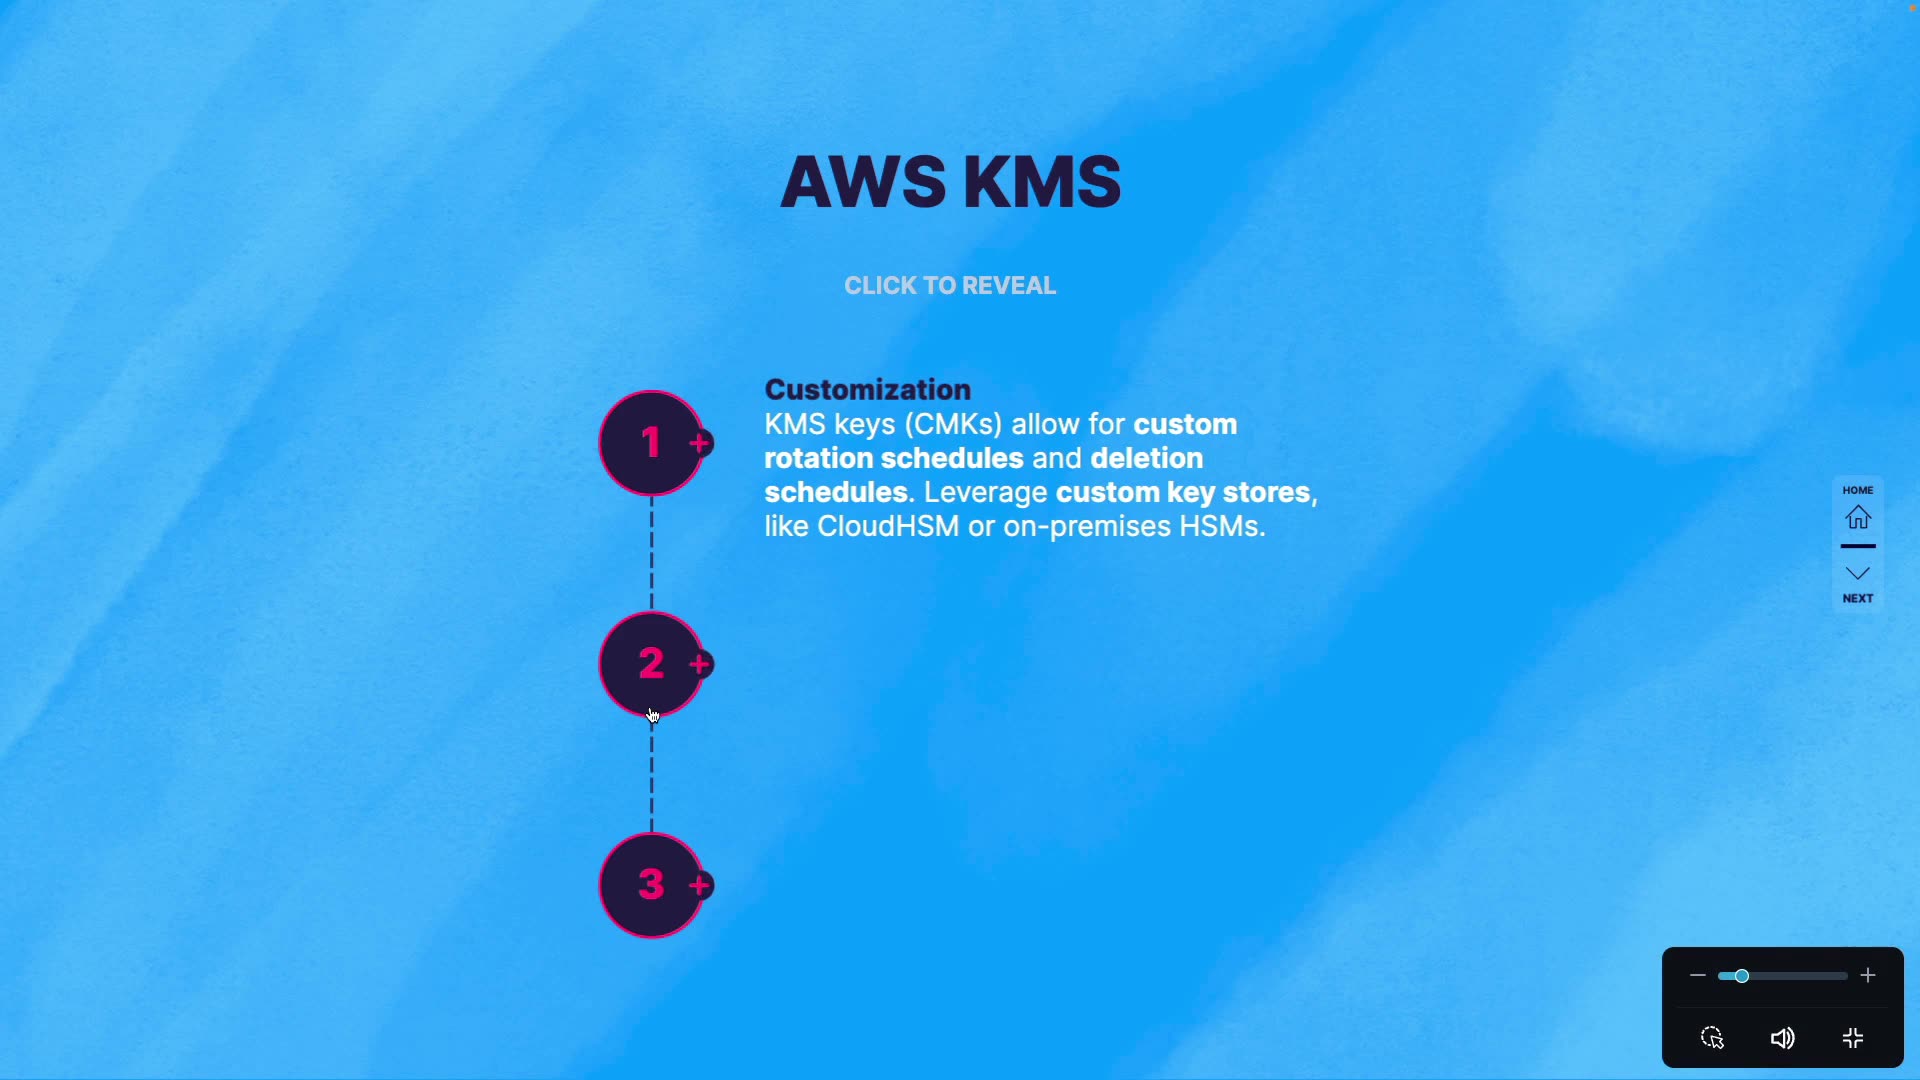 AWS KMS
CLICK TO REVEAL
1
Customization
KMS keys (CMKs) allow for custom
rotation schedules and deletion
schedules. Leverage custom key stores,
like CloudHSM or on-premises HSMs.
2
3
HOME
NEXT